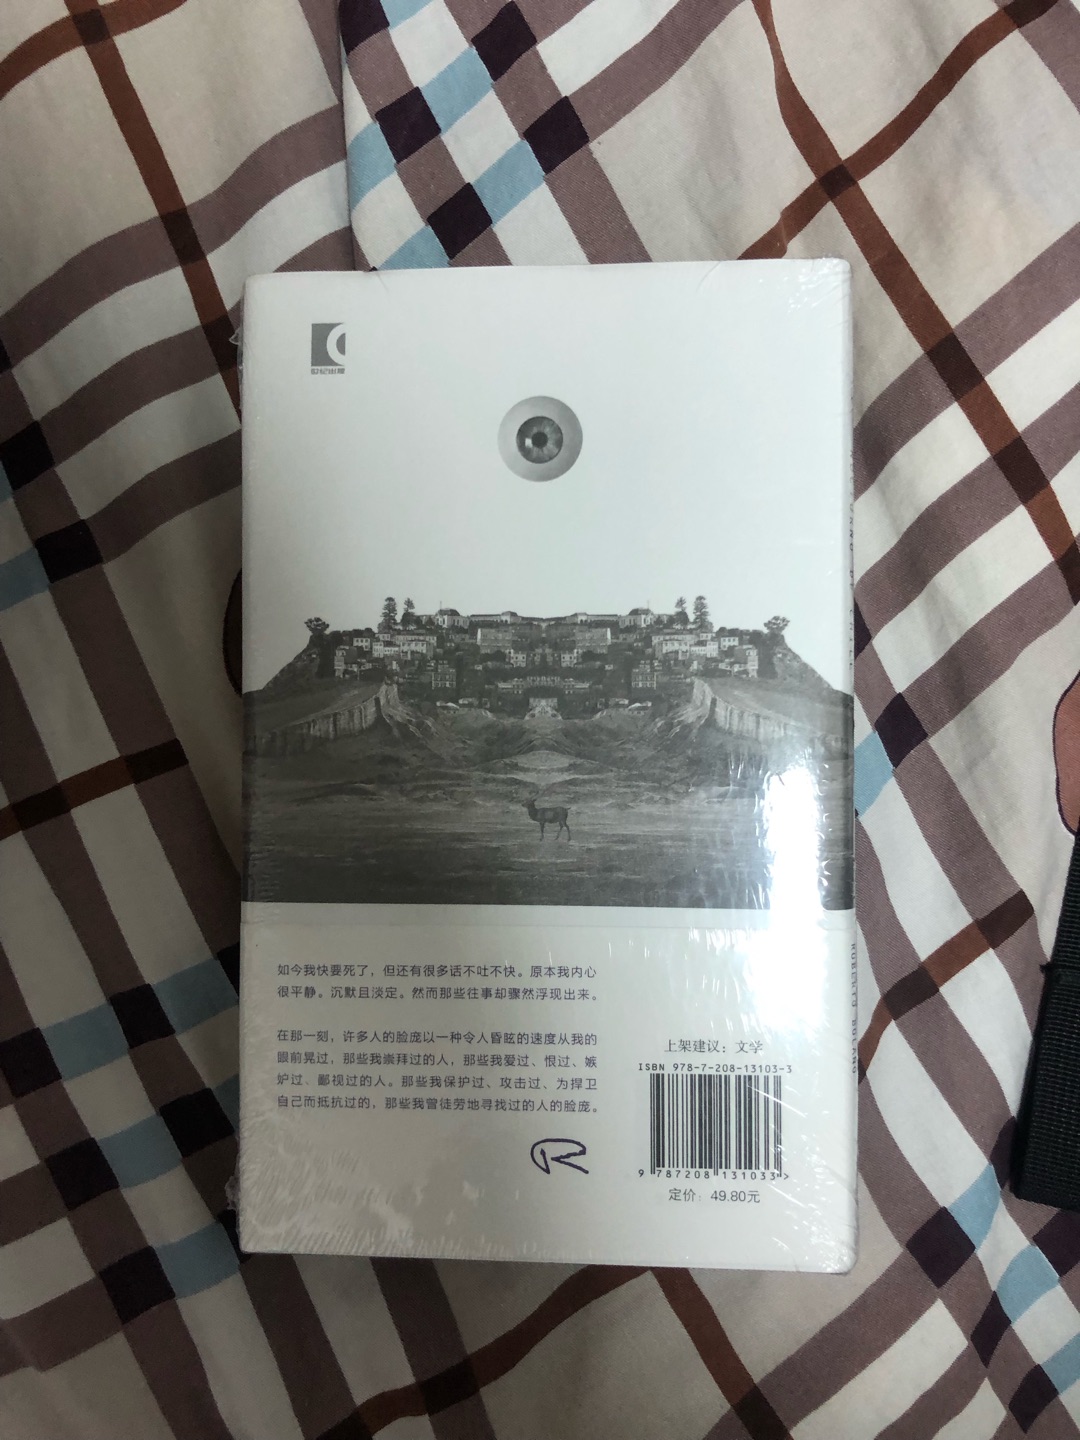 世纪出版
如今我快要死了，但还有很多话不吐不快。原本我内心
很平静。沉默且淡定。然而那些往事却骤然浮现出来。
在那一刻，许多人的脸庞以一种令人昏眩的速度从我的
眼前晃过，那些我崇拜过的人，那些我爱过、恨过、嫉
妒过、鄙视过的人。那些我保护过、攻击过、为捍卫
自己而抵抗过的，那些我曾徒劳地寻找过的人的脸庞。
R
上架建议：文学
ISBN 978-7-208-13103-3
9 787208 131033>
定价：49.80元
ROBERTO BOLAÑO